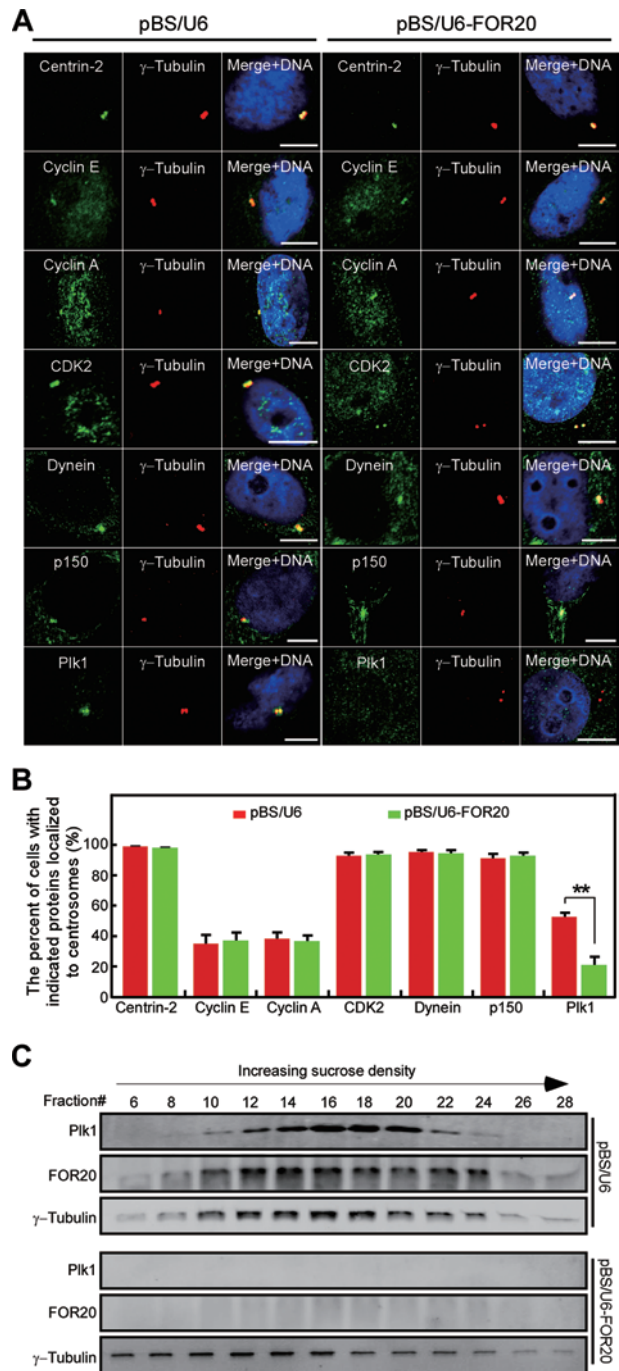 A
pBS/U6 pBS/U6-FOR20
Centrin-2 γ-Tubulin Merge+DNA Centrin-2 γ-Tubulin Merge+DNA
Cyclin E γ-Tubulin Merge+DNA Cyclin E γ-Tubulin Merge+DNA
Cyclin A γ-Tubulin Merge+DNA Cyclin A γ-Tubulin Merge+DNA
CDK2 γ-Tubulin Merge+DNA CDK2 γ-Tubulin Merge+DNA
Dynein γ-Tubulin Merge+DNA Dynein γ-Tubulin Merge+DNA
p150 γ-Tubulin Merge+DNA p150 γ-Tubulin Merge+DNA
Plk1 γ-Tubulin Merge+DNA Plk1 γ-Tubulin Merge+DNA
B
The percent of cells with
indicated proteins localized
to centrosomes (%)
pBS/U6 pBS/U6-FOR20
100
80
60
40
20
0
**
Centrin-2 Cyclin E Cyclin A CDK2 Dynein p150 Plk1
C
Increasing sucrose density
Fraction# 6 8 10 12 14 16 18 20 22 24 26 28
Plk1
FOR20
γ-Tubulin
pBS/U6
Plk1
FOR20
γ-Tubulin
pBS/U6-FOR20